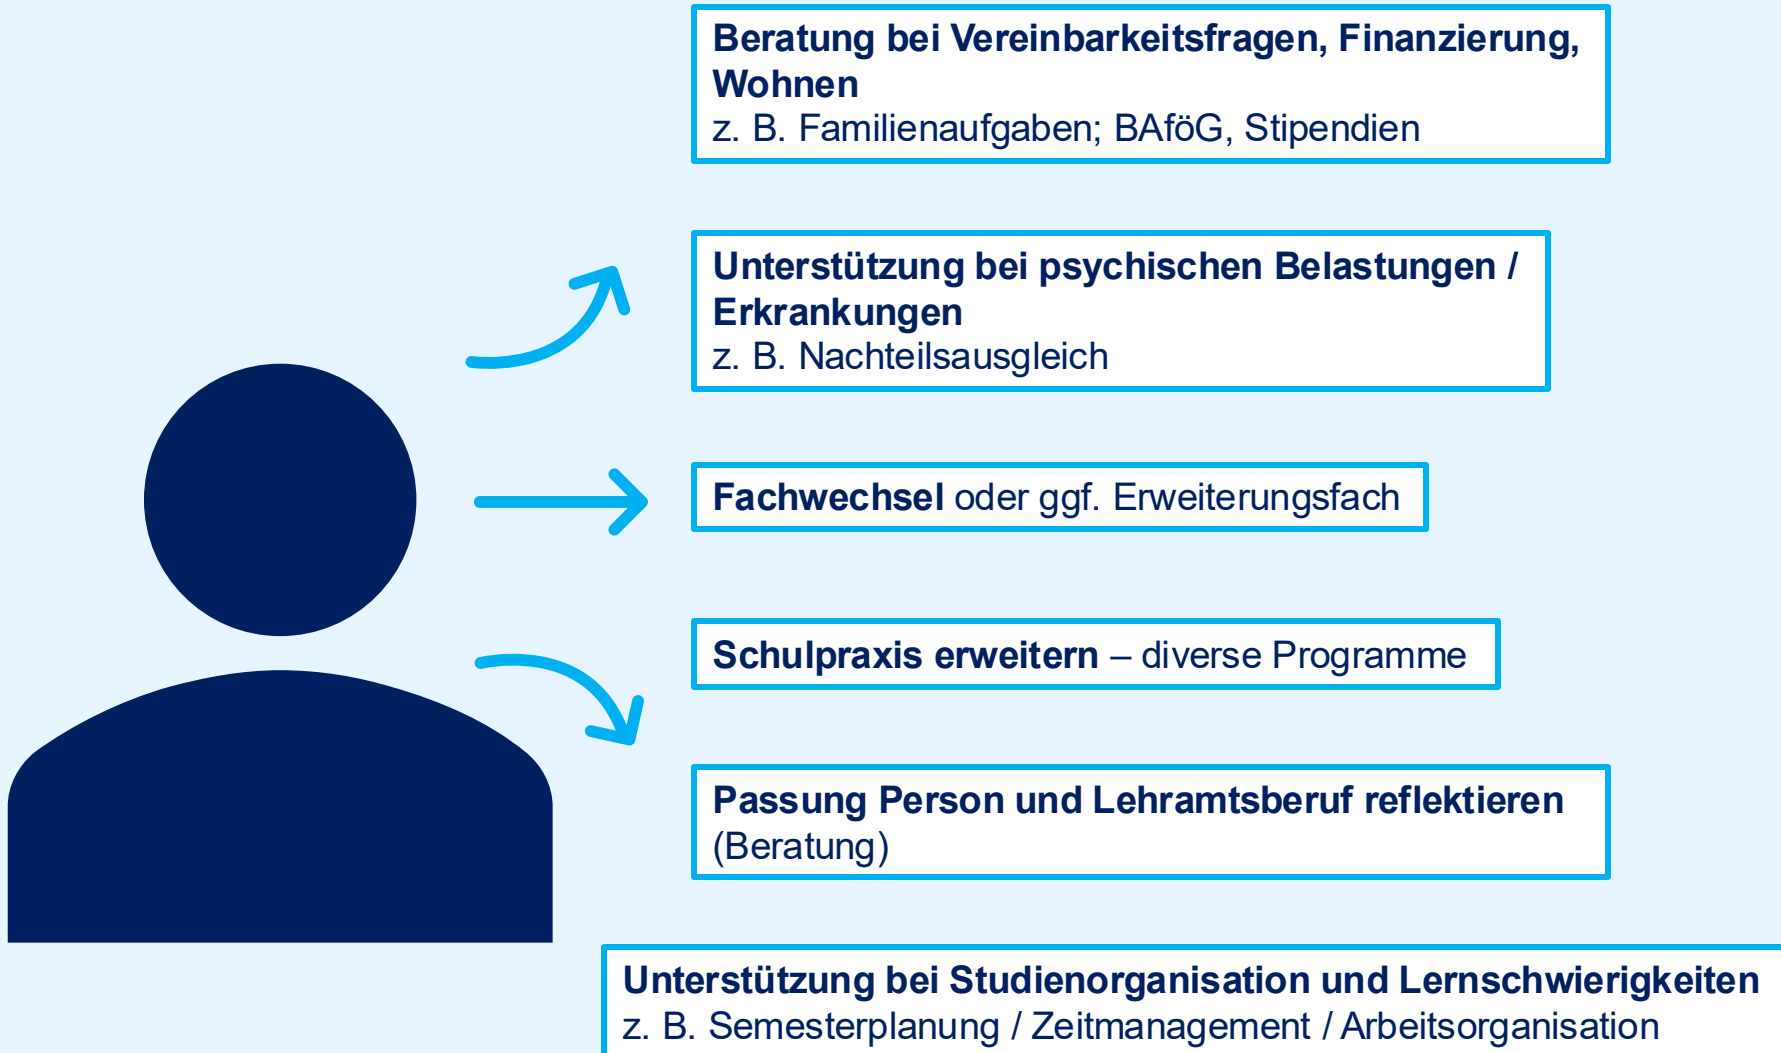 Beratung bei Vereinbarkeitsfragen, Finanzierung,
Wohnen
z. B. Familienaufgaben; BAföG, Stipendien
Unterstützung bei psychischen Belastungen /
Erkrankungen
z. B. Nachteilsausgleich
Fachwechsel oder ggf. Erweiterungsfach
Schulpraxis erweitern – diverse Programme
Passung Person und Lehramtsberuf reflektieren
(Beratung)
Unterstützung bei Studienorganisation und Lernschwierigkeiten
z. B. Semesterplanung / Zeitmanagement / Arbeitsorganisation